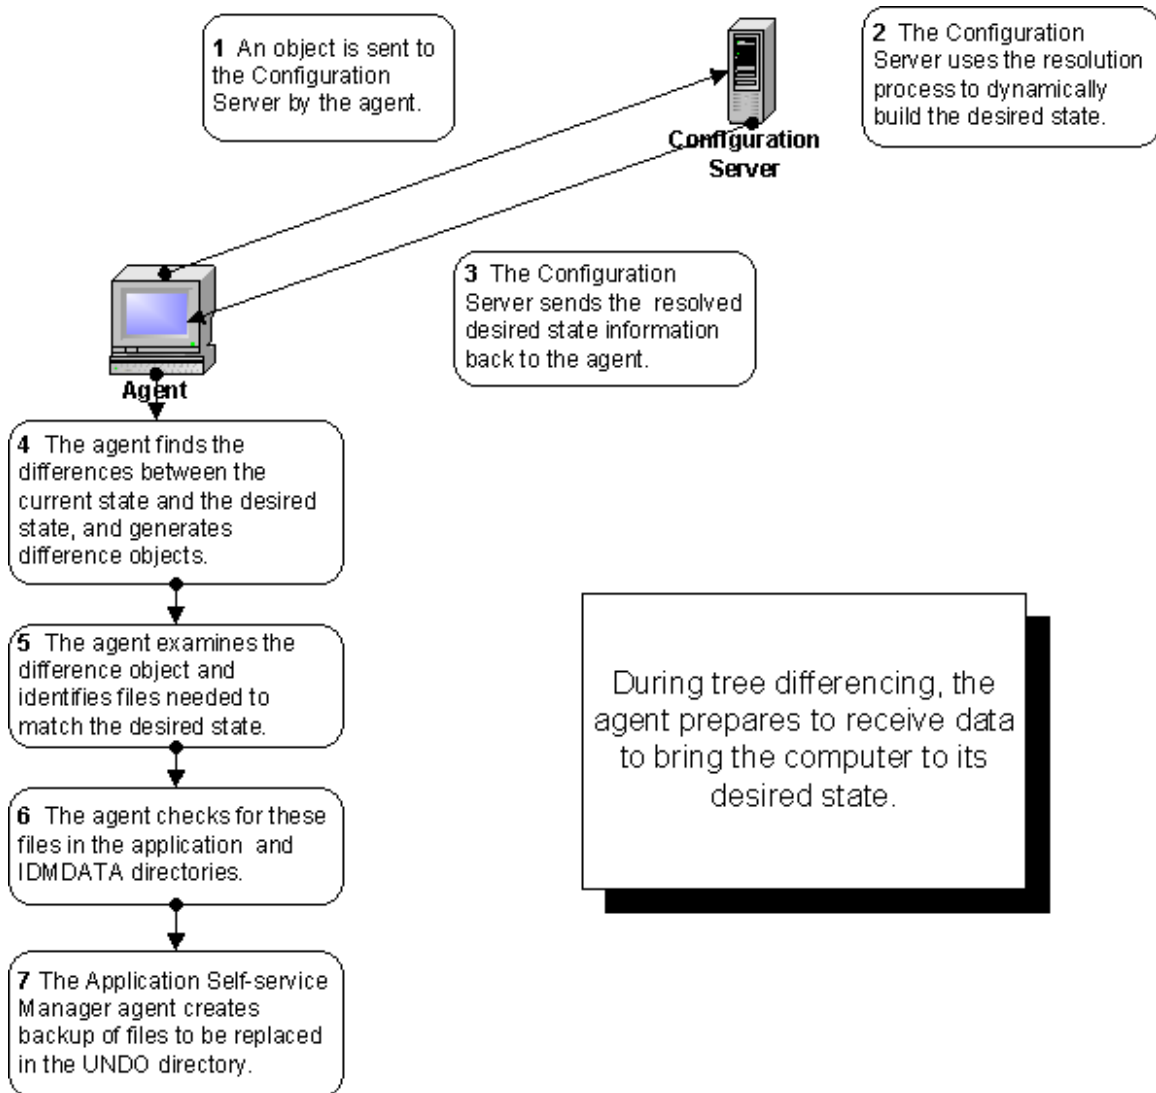 1 An object is sent to
the Configuration
Server by the agent.
2 The Configuration
Server uses the resolution
process to dynamically
build the desired state.
Configuration
Server
3 The Configuration
Server sends the resolved
desired state information
back to the agent.
Agent
4 The agent finds the
differences between the
current state and the desired
state, and generates
difference objects.
5 The agent examines the
difference object and
identifies files needed to
match the desired state.
6 The agent checks for these
files in the application and
IDMDATA directories.
7 The Application Self-service
Manager agent creates
backup of files to be replaced
in the UNDO directory.
During tree differencing, the
agent prepares to receive data
to bring the computer to its
desired state.